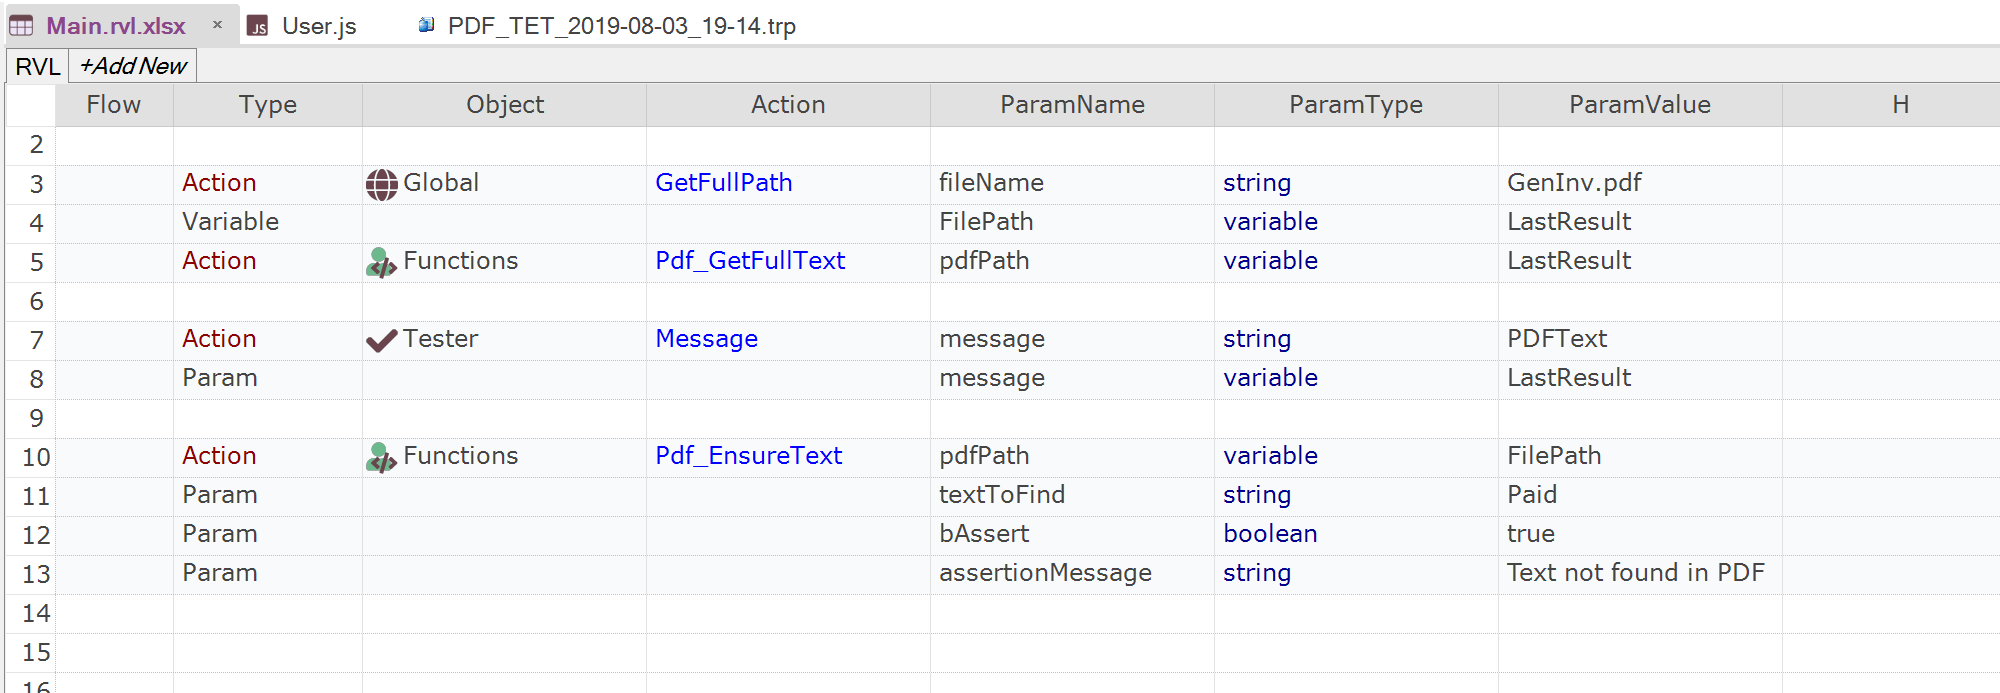 Main.rvl.xlsx × JS User.js PDF_TET_2019-08-03_19-14.trp
RVL +Add New
Flow Type Object Action ParamName ParamType ParamValue H
2
3 Action Global GetFullPath fileName string GenInv.pdf
4 Variable FilePath variable LastResult
5 Action Functions Pdf_GetFullText pdfPath variable LastResult
6
7 Action Tester Message message string PDFText
8 Param message variable LastResult
9
10 Action Functions Pdf_EnsureText pdfPath variable FilePath
11 Param textToFind string Paid
12 Param bAssert boolean true
13 Param assertionMessage string Text not found in PDF
14
15
16